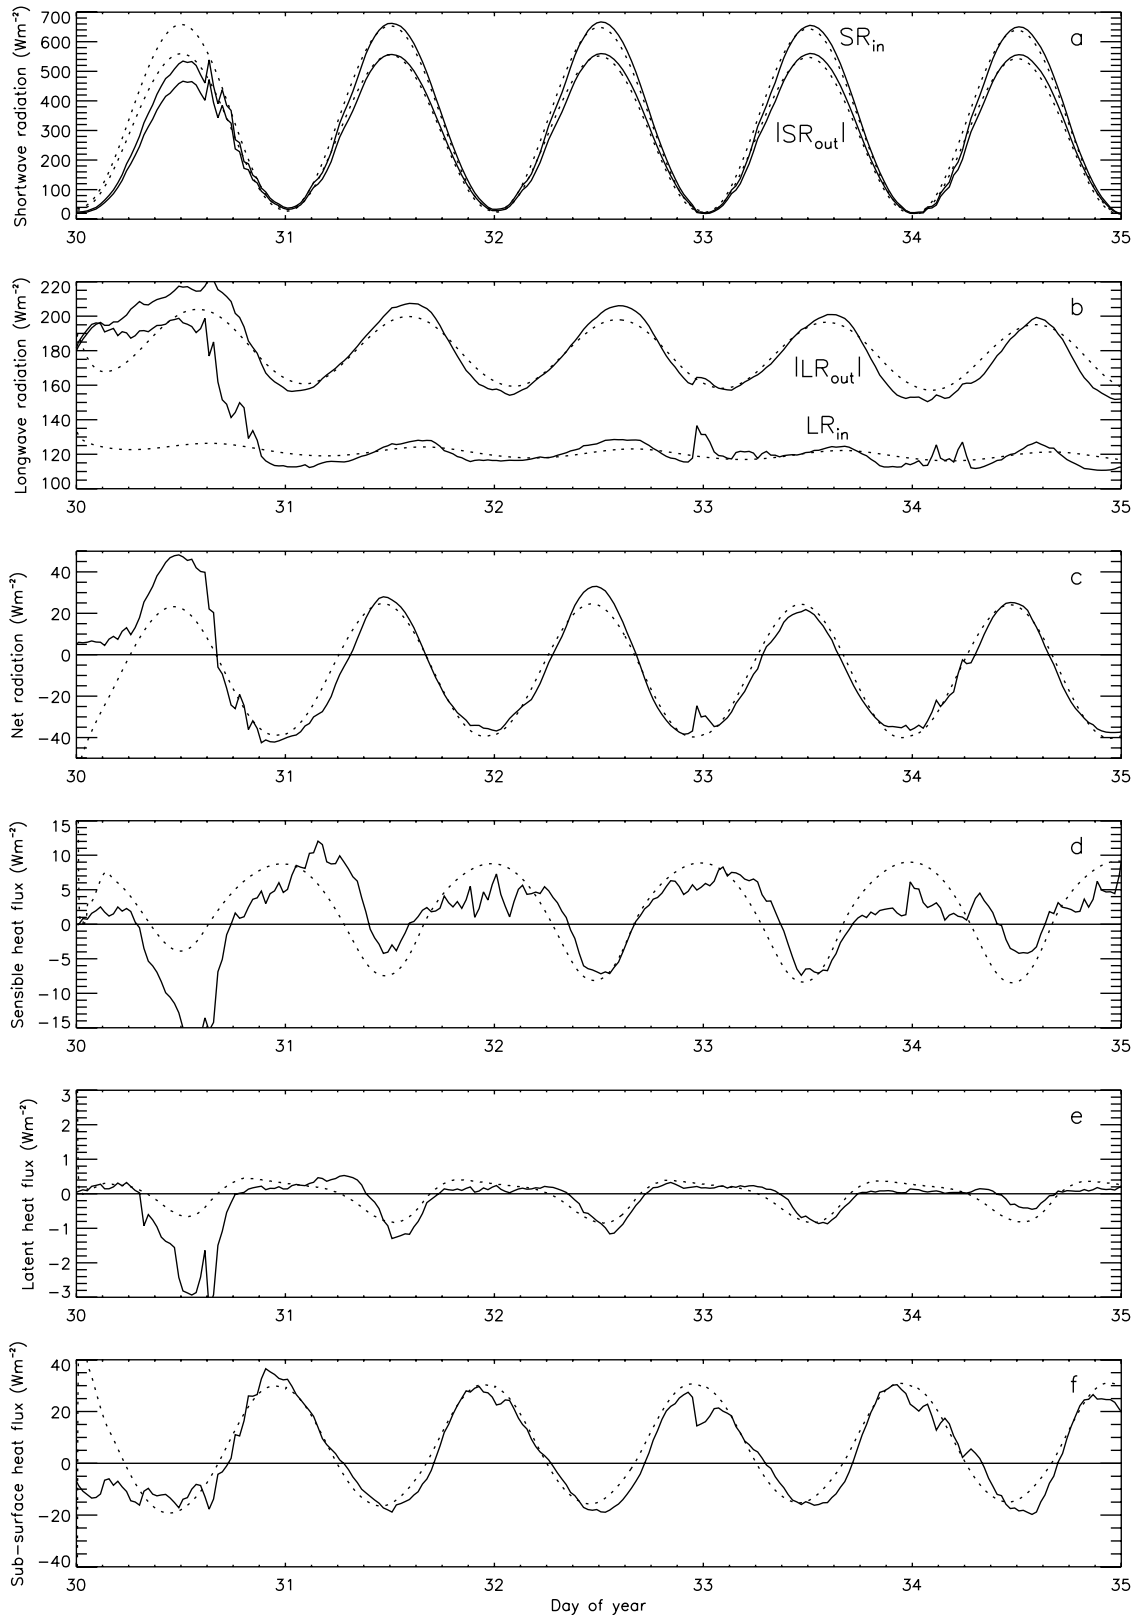 Shortwave radiation (Wm⁻²)
700
600
500
400
300
200
100
0
a
SRin
|SRout|
30 31 32 33 34 35
Longwave radiation (Wm⁻²)
220
200
180
160
140
120
100
b
|LRout|
LRin
30 31 32 33 34 35
Net radiation (Wm⁻²)
40
20
0
−20
−40
c
30 31 32 33 34 35
Sensible heat flux (Wm⁻²)
15
10
5
0
−5
−10
−15
d
30 31 32 33 34 35
Latent heat flux (Wm⁻²)
3
2
1
0
−1
−2
−3
e
30 31 32 33 34 35
Sub−surface heat flux (Wm⁻²)
40
20
0
−20
−40
f
30 31 32 33 34 35
Day of year